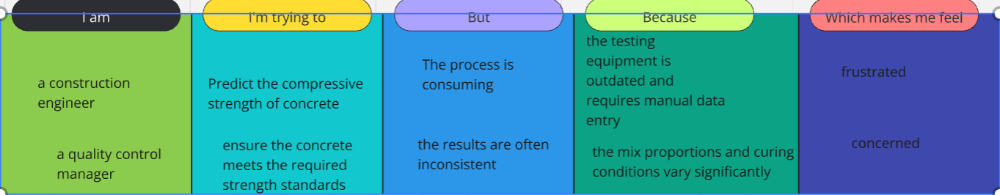 I am
I'm trying to
But
Because
Which makes me feel
a construction
engineer
Predict the compressive
strength of concrete
The process is
consuming
the testing
equipment is
outdated and
requires manual data
entry
frustrated
a quality control
manager
ensure the concrete
meets the required
strength standards
the results are often
inconsistent
the mix proportions and curing
conditions vary significantly
concerned